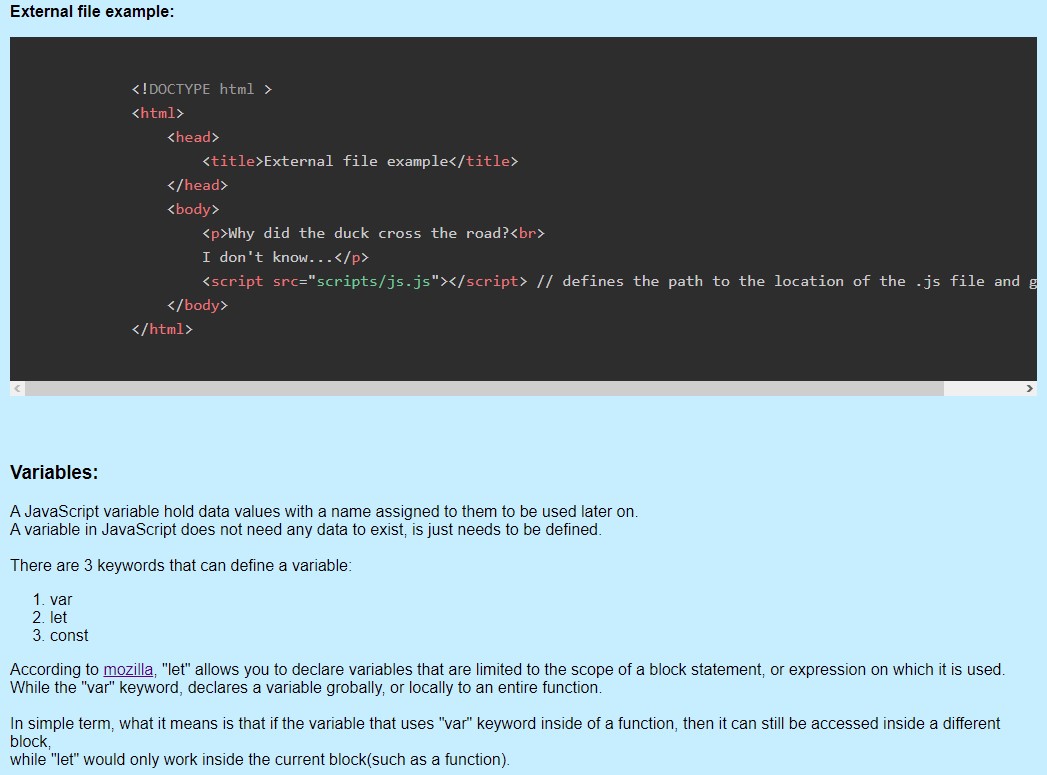 External file example:
<!DOCTYPE html >
<html>
<head>
<title>External file example</title>
</head>
<body>
<p>Why did the duck cross the road?<br>
I don't know...</p>
<script src="scripts/js.js"></script> // defines the path to the location of the .js file and g
</body>
</html>
Variables:
A JavaScript variable hold data values with a name assigned to them to be used later on.
A variable in JavaScript does not need any data to exist, is just needs to be defined.
There are 3 keywords that can define a variable:
1. var
2. let
3. const
According to mozilla, "let" allows you to declare variables that are limited to the scope of a block statement, or expression on which it is used.
While the "var" keyword, declares a variable grobally, or locally to an entire function.
In simple term, what it means is that if the variable that uses "var" keyword inside of a function, then it can still be accessed inside a different
block,
while "let" would only work inside the current block(such as a function).